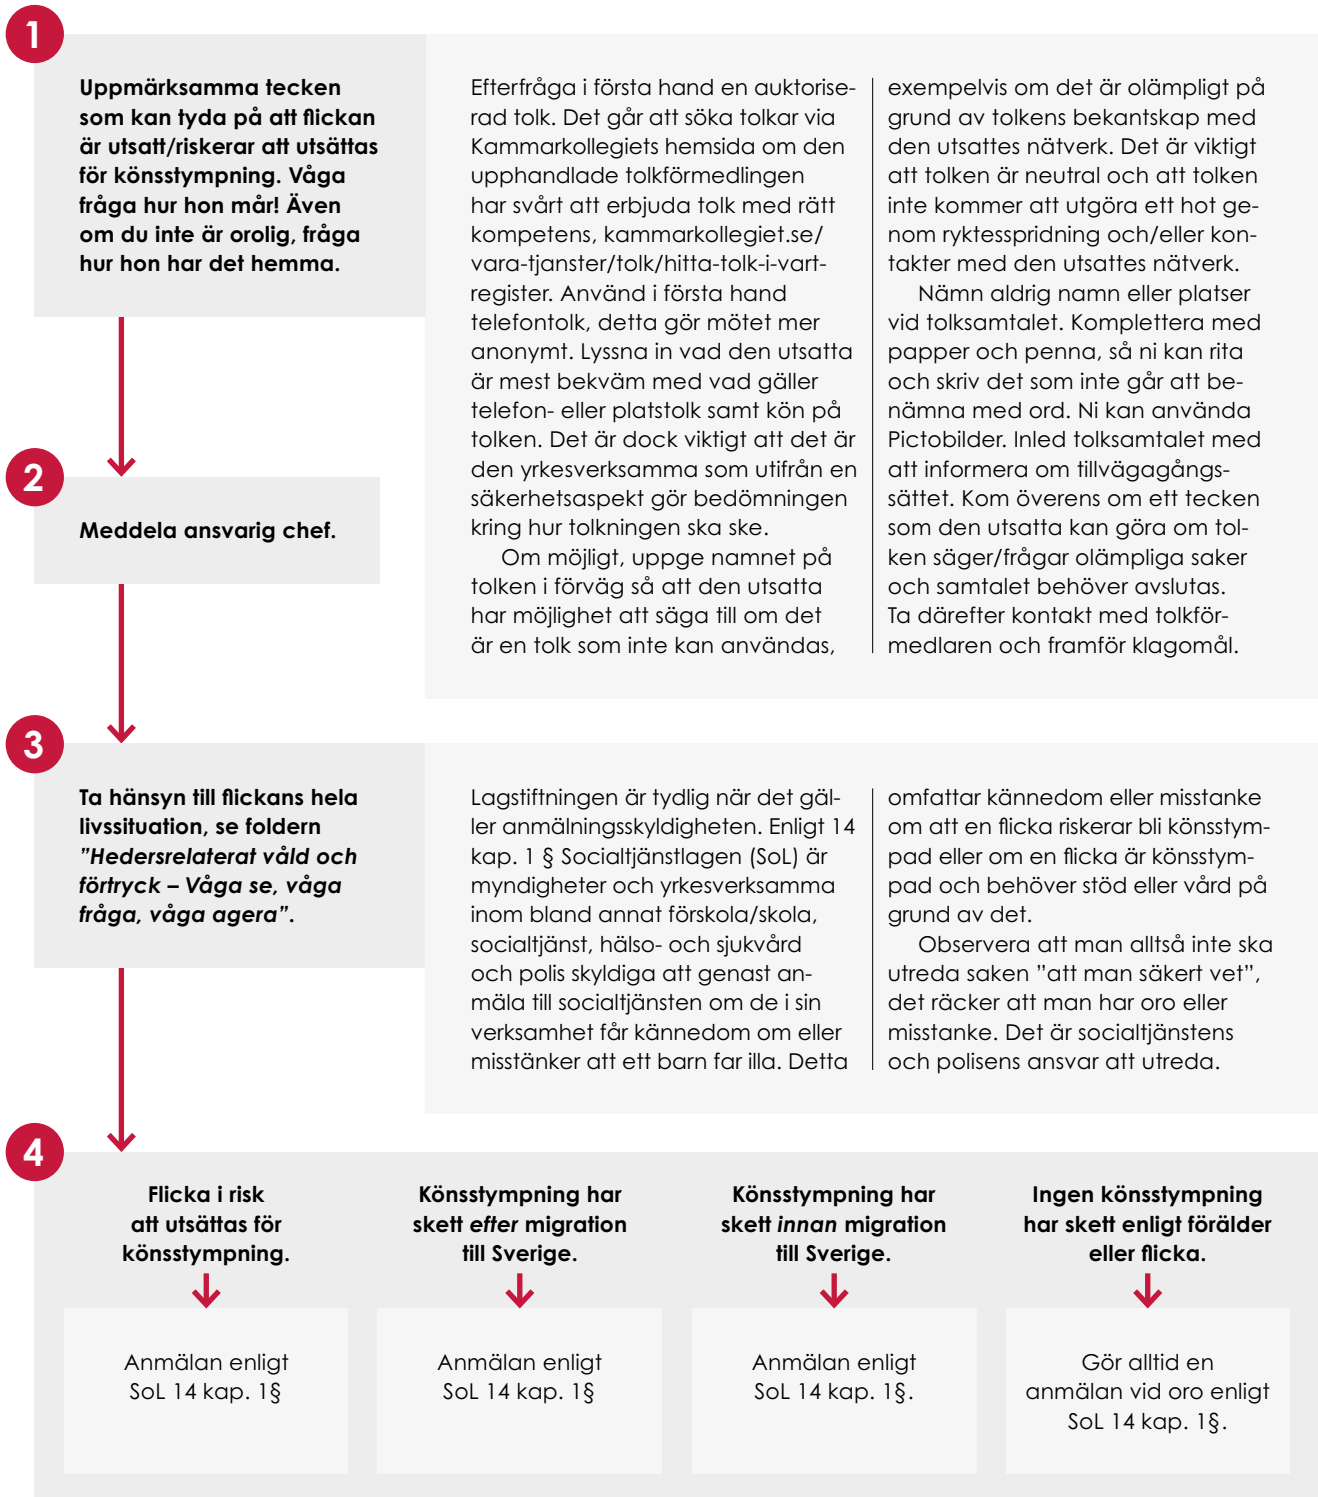 1
Uppmärksamma tecken
som kan tyda på att flickan
är utsatt/riskerar att utsättas
för könsstympning. Våga
fråga hur hon mår! Även
om du inte är orolig, fråga
hur hon har det hemma.
Efterfråga i första hand en auktorise-
rad tolk. Det går att söka tolkar via
Kammarkollegiets hemsida om den
upphandlade tolkförmedlingen
har svårt att erbjuda tolk med rätt
kompetens, kammarkollegiet.se/
vara-tjanster/tolk/hitta-tolk-i-vart-
register. Använd i första hand
telefontolk, detta gör mötet mer
anonymt. Lyssna in vad den utsatta
är mest bekväm med vad gäller
telefon- eller platstolk samt kön på
tolken. Det är dock viktigt att det är
den yrkesverksamma som utifrån en
säkerhetsaspekt gör bedömningen
kring hur tolkningen ska ske.
Om möjligt, uppge namnet på
tolken i förväg så att den utsatta
har möjlighet att säga till om det
är en tolk som inte kan användas,
exempelvis om det är olämpligt på
grund av tolkens bekantskap med
den utsattes nätverk. Det är viktigt
att tolken är neutral och att tolken
inte kommer att utgöra ett hot ge-
nom ryktesspridning och/eller kon-
takter med den utsattes nätverk.
Nämn aldrig namn eller platser
vid tolksamtalet. Komplettera med
papper och penna, så ni kan rita
och skriv det som inte går att be-
nämna med ord. Ni kan använda
Pictobilder. Inled tolksamtalet med
att informera om tillvägagångs-
sättet. Kom överens om ett tecken
som den utsatta kan göra om tol-
ken säger/frågar olämpliga saker
och samtalet behöver avslutas.
Ta därefter kontakt med tolkför-
medlaren och framför klagomål.
2
Meddela ansvarig chef.
3
Ta hänsyn till flickans hela
livssituation, se foldern
”Hedersrelaterat våld och
förtryck – Våga se, våga
fråga, våga agera”.
Lagstiftningen är tydlig när det gäl-
ler anmälningsskyldigheten. Enligt 14
kap. 1 § Socialtjänstlagen (SoL) är
myndigheter och yrkesverksamma
inom bland annat förskola/skola,
socialtjänst, hälso- och sjukvård
och polis skyldiga att genast an-
mäla till socialtjänsten om de i sin
verksamhet får kännedom om eller
misstänker att ett barn far illa. Detta
omfattar kännedom eller misstanke
om att en flicka riskerar bli könsstym-
pad eller om en flicka är könsstym-
pad och behöver stöd eller vård på
grund av det.
Observera att man alltså inte ska
utreda saken ”att man säkert vet”,
det räcker att man har oro eller
misstanke. Det är socialtjänstens
och polisens ansvar att utreda.
4
Flicka i risk
att utsättas för
könsstympning.
Anmälan enligt
SoL 14 kap. 1§
Könsstympning har
skett efter migration
till Sverige.
Anmälan enligt
SoL 14 kap. 1§
Könsstympning har
skett innan migration
till Sverige.
Anmälan enligt
SoL 14 kap. 1§.
Ingen könsstympning
har skett enligt förälder
eller flicka.
Gör alltid en
anmälan vid oro enligt
SoL 14 kap. 1§.